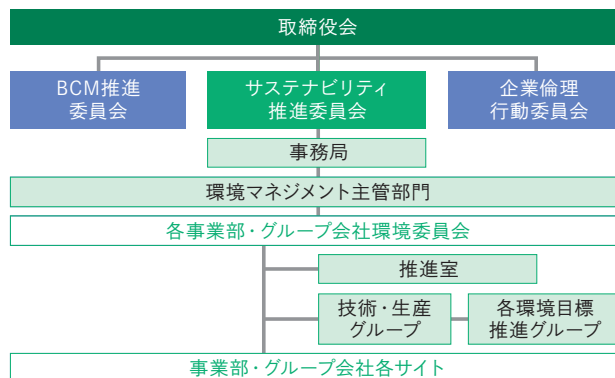 取締役会
BCM推進
委員会
サステナビリティ
推進委員会
企業倫理
行動委員会
事務局
環境マネジメント主管部門
各事業部・グループ会社環境委員会
推進室
技術・生産
グループ
各環境目標
推進グループ
事業部・グループ会社各サイト